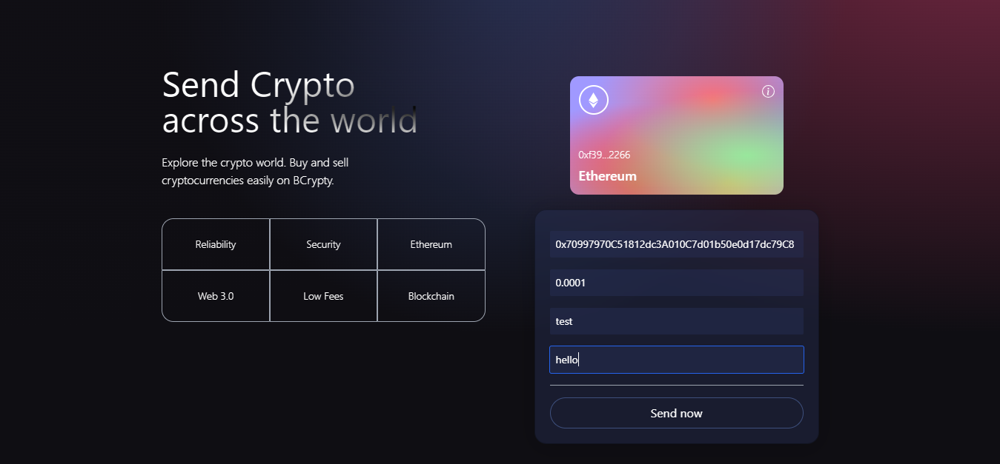 Send Crypto
across the world
Explore the crypto world. Buy and sell
cryptocurrencies easily on BCrypty.
Reliability
Security
Ethereum
Web 3.0
Low Fees
Blockchain
0xf39...2266
Ethereum
0x70997970C51812dc3A010C7d01b50e0d17dc79C8
0.0001
test
hello
Send now